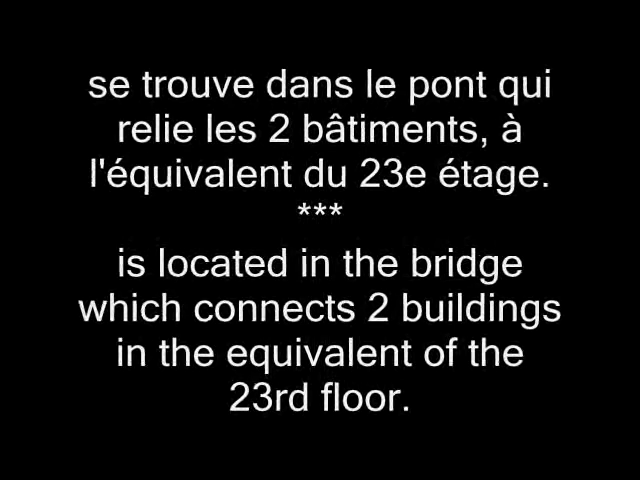 se trouve dans le pont qui
relie les 2 bâtiments, à
l'équivalent du 23e étage.
***
is located in the bridge
which connects 2 buildings
in the equivalent of the
23rd floor.